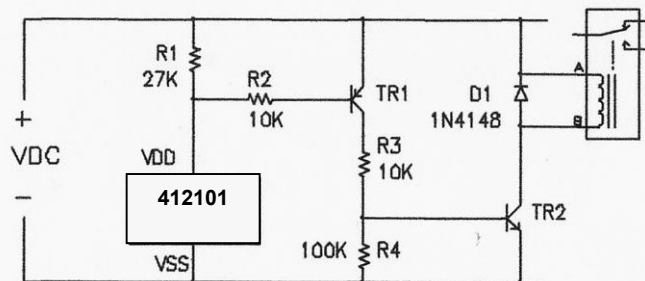 R1
27K
R2
10K
TR1
D1
1N4148
A
B
+
VDC
−
VDD
412101
VSS
R3
10K
100K R4
TR2